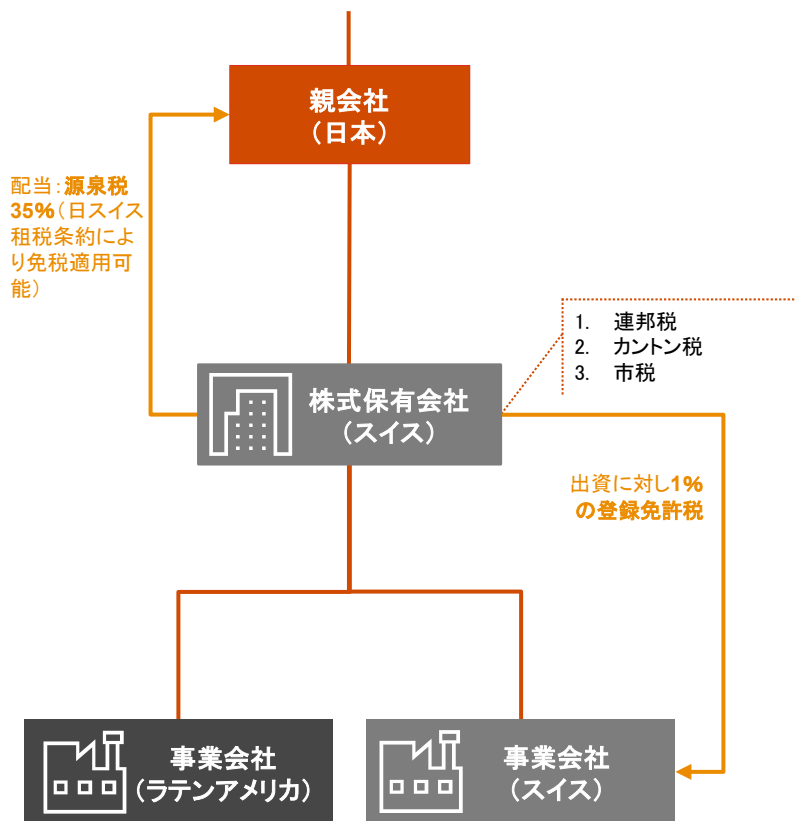 親会社
（日本）
配当：源泉税
35%（日スイス
租税条約によ
り免税適用可
能）
1. 連邦税
2. カントン税
3. 市税
株式保有会社
（スイス）
出資に対し1%
の登録免許税
事業会社
（ラテンアメリカ）
事業会社
（スイス）